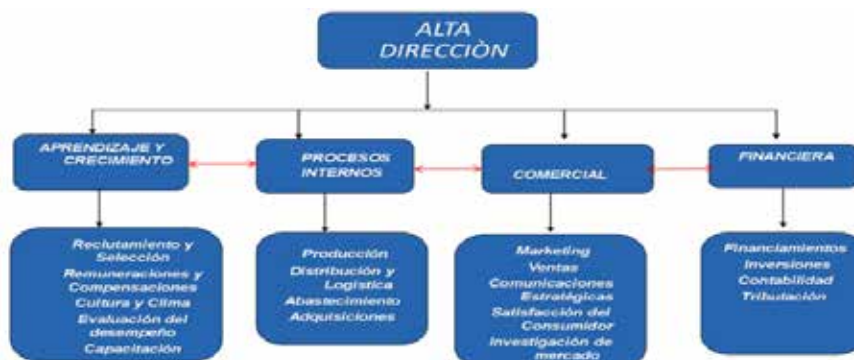 ALTA
DIRECCIÒN
APRENDIZAJE Y
CRECIMIENTO
PROCESOS
INTERNOS
COMERCIAL
FINANCIERA
Reclutamiento y
Selección
Remuneraciones y
Compensaciones
Cultura y Clima
Evaluación del
desempeño
Capacitación
Producción
Distribución y
Logística
Abastecimiento
Adquisiciones
Marketing
Ventas
Comunicaciones
Estratégicas
Satisfacción del
Consumidor
Investigación de
mercado
Financiamientos
Inversiones
Contabilidad
Tributación